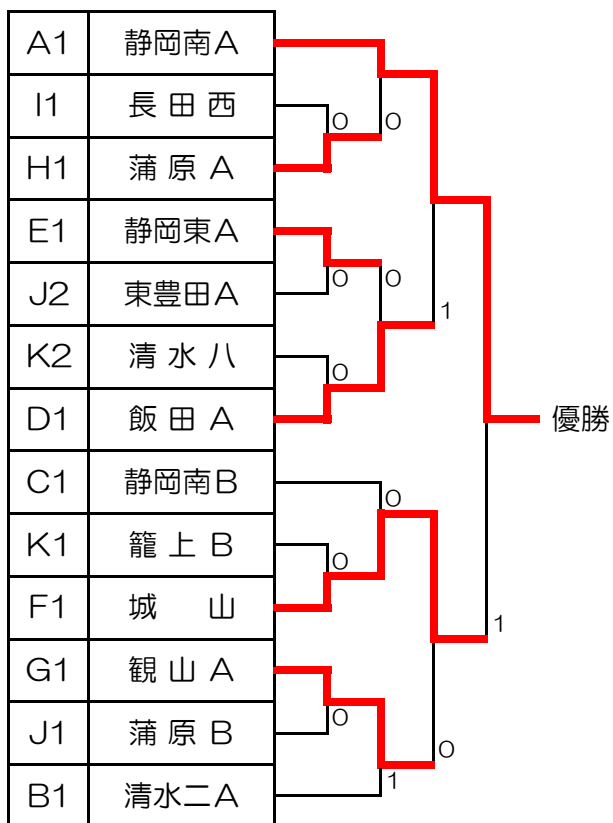 A1 静岡南A
I1 長田西
0 0
H1 蒲原A
E1 静岡東A
J2 東豊田A
0 0
1
K2 清水八
0
D1 飯田A
優勝
C1 静岡南B
0
K1 籠上B
0
F1 城 山
1
G1 観山A
J1 蒲原B
0
0
1
B1 清水二A